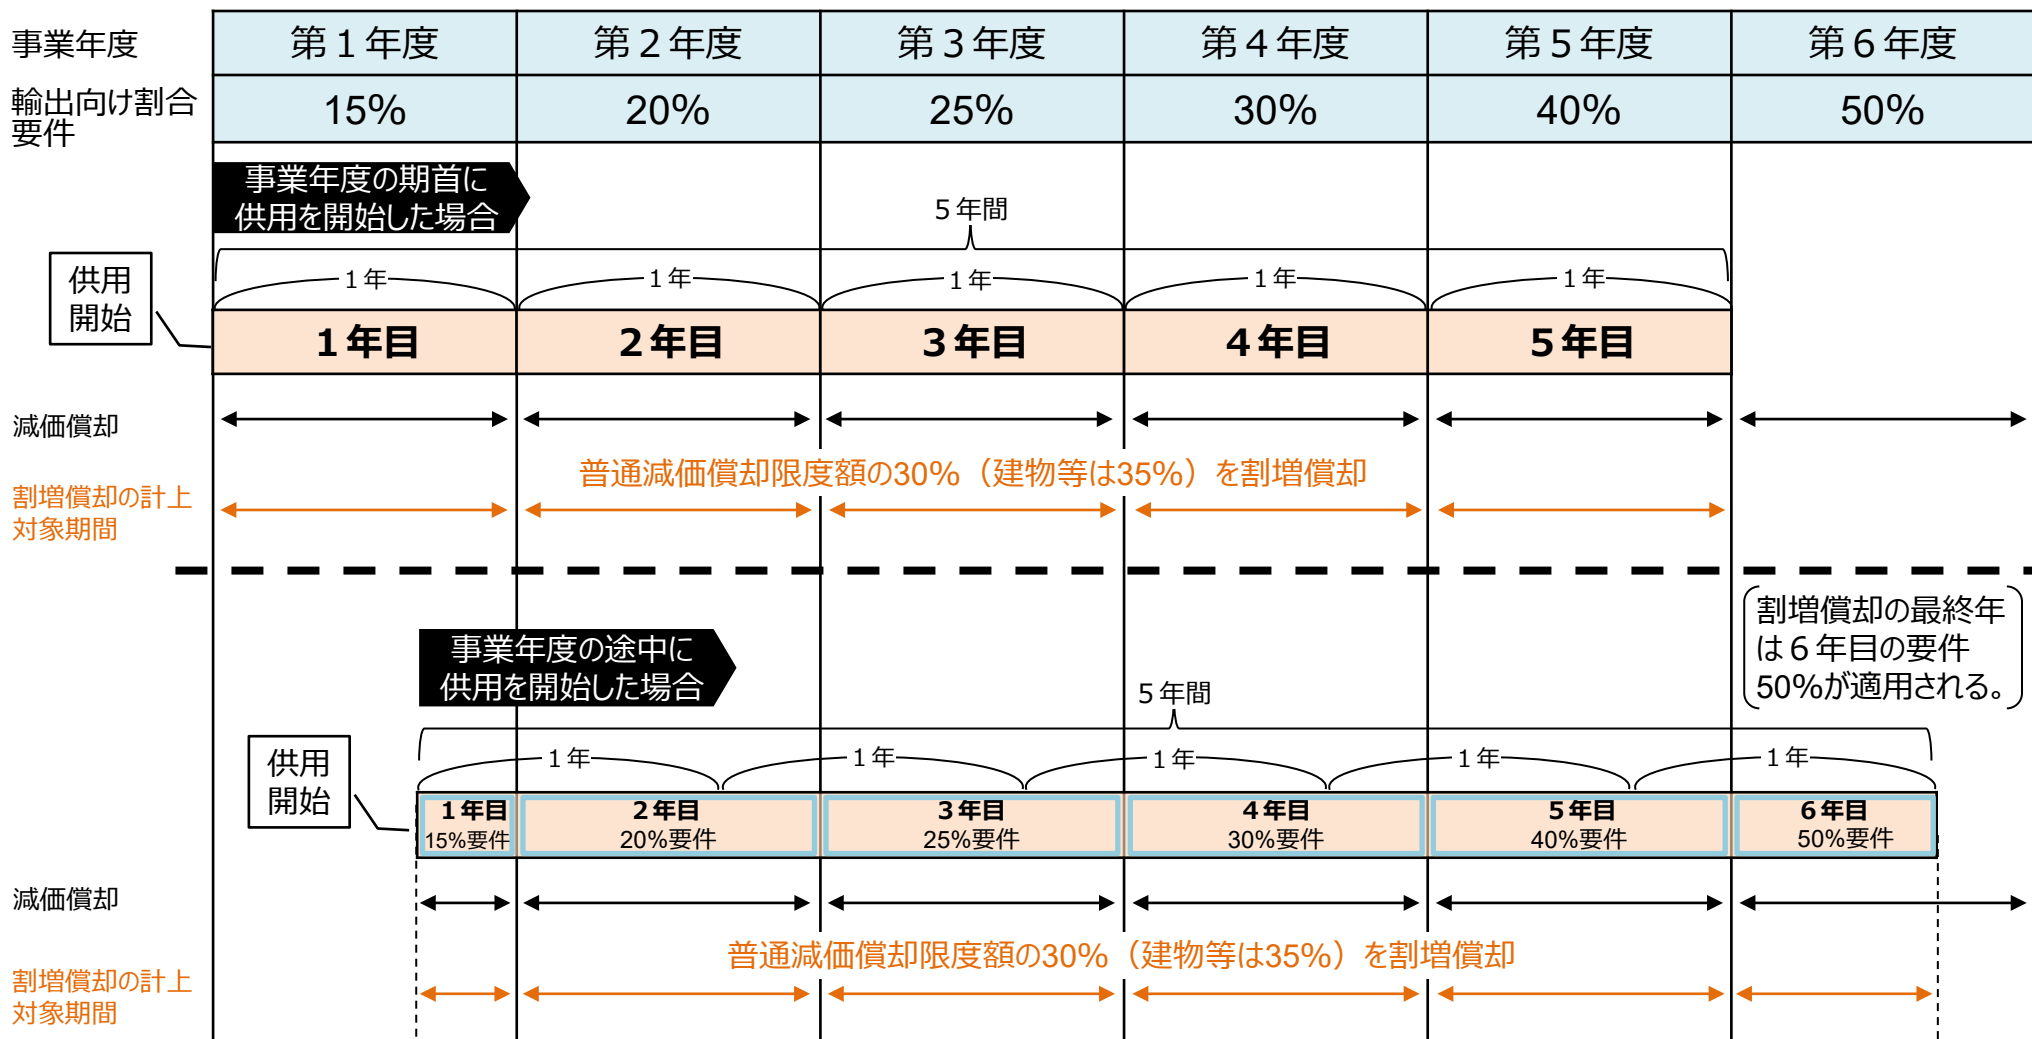 事業年度
第１年度
第２年度
第３年度
第４年度
第５年度
第６年度
輸出向け割合
要件
15%
20%
25%
30%
40%
50%
事業年度の期首に
供用を開始した場合
５年間
供用
開始
１年
１年
１年
１年
１年
１年目
２年目
３年目
４年目
５年目
減価償却
普通減価償却限度額の30%（建物等は35%）を割増償却
割増償却の計上
対象期間
割増償却の最終年
は６年目の要件
50%が適用される。
事業年度の途中に
供用を開始した場合
５年間
供用
開始
１年
１年
１年
１年
１年
１年目
15%要件
２年目
20%要件
３年目
25%要件
４年目
30%要件
５年目
40%要件
６年目
50%要件
減価償却
普通減価償却限度額の30%（建物等は35%）を割増償却
割増償却の計上
対象期間